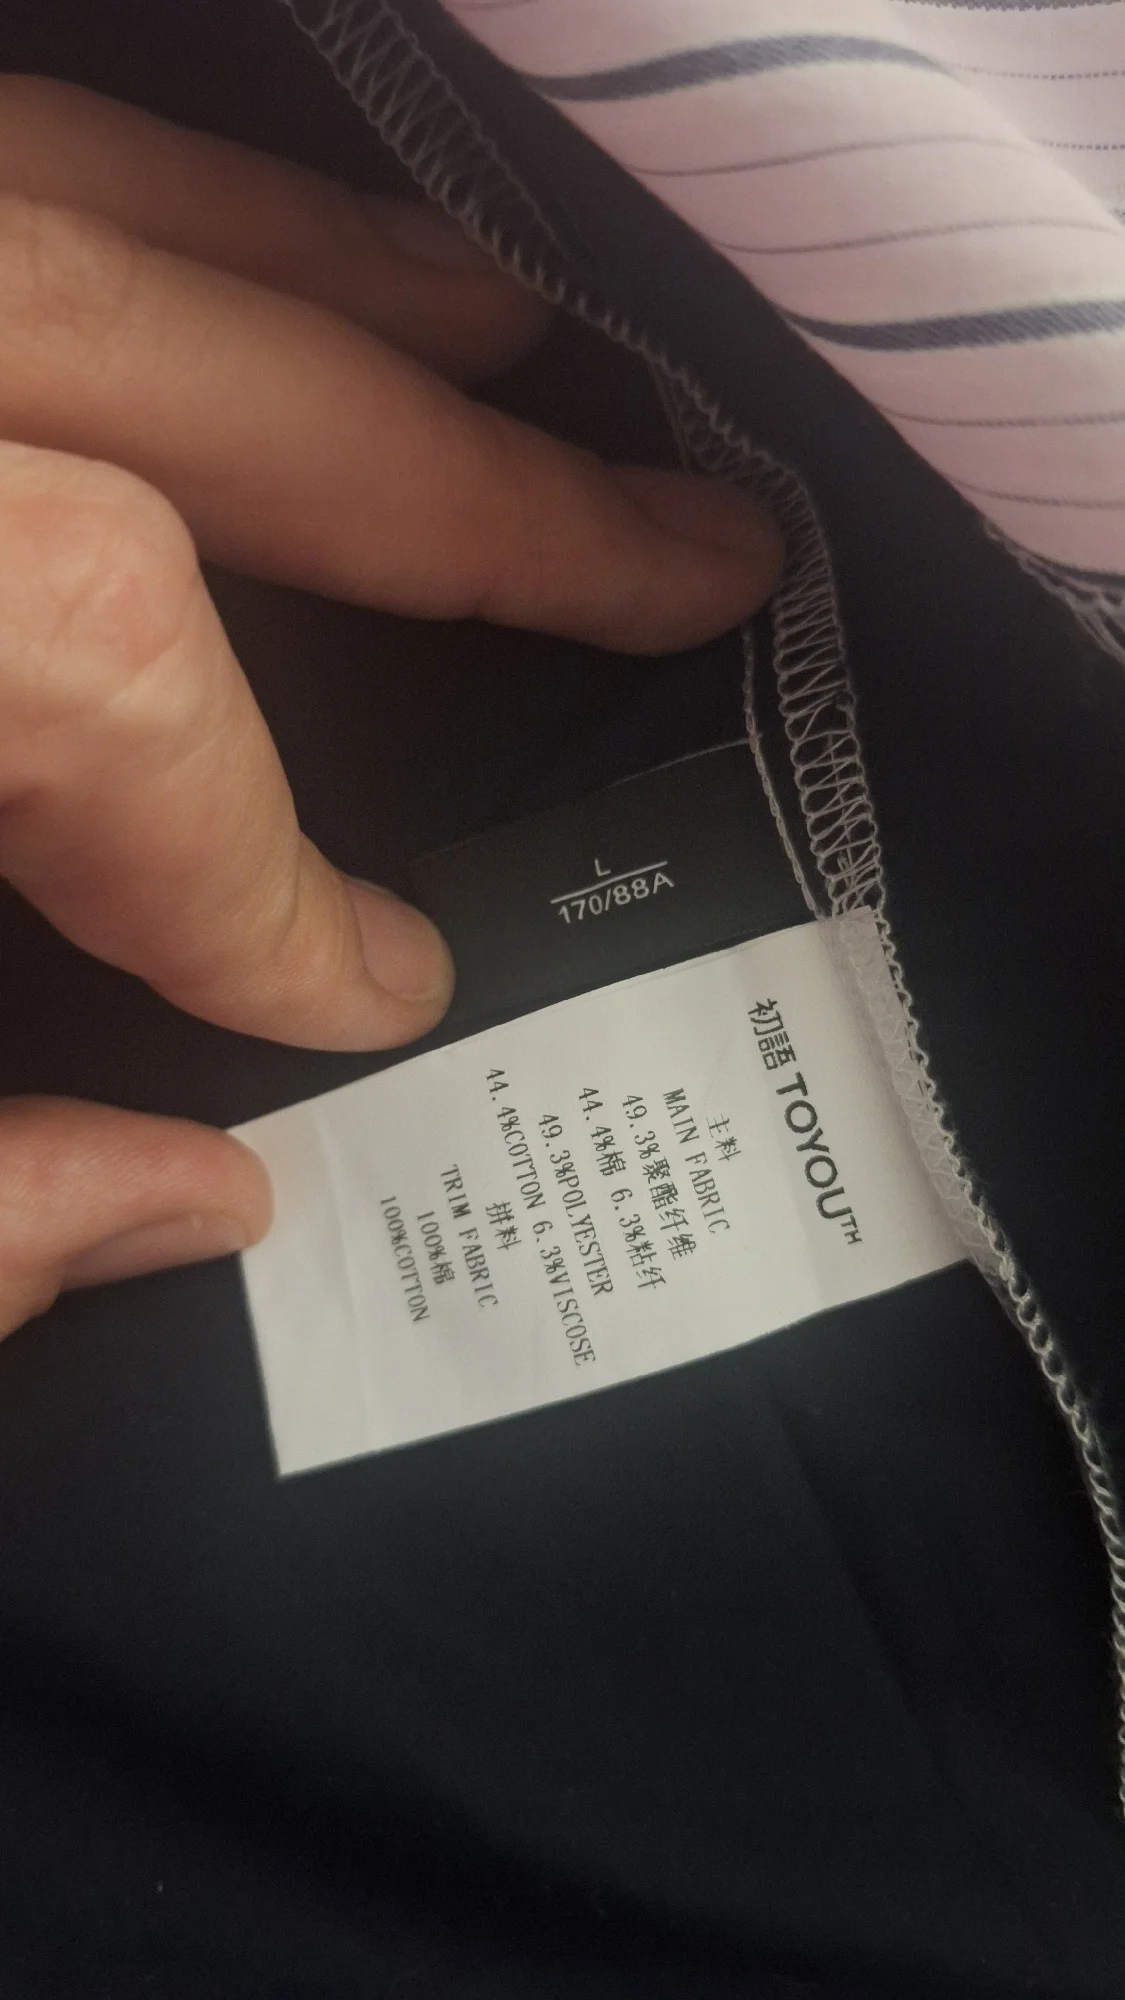 L
170/88A
初語 TOYOUTH
主料
MAIN FABRIC
49.3%聚酯纤维
44.4%棉 6.3%粘纤
49.3%POLYESTER
44.4%COTTON 6.3%VISCOSE
拼料
TRIM FABRIC
100%棉
100%COTTON